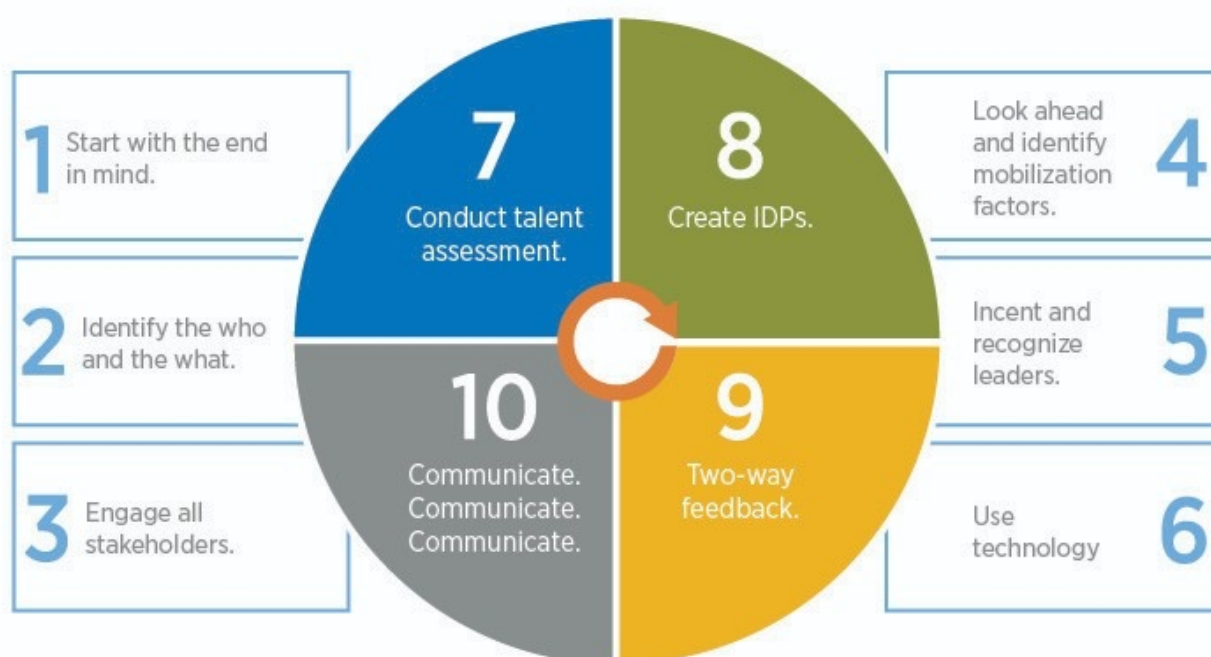 1
Start with the end
in mind.
2
Identify the who
and the what.
3
Engage all
stakeholders.
4
Look ahead
and identify
mobilization
factors.
5
Incent and
recognize
leaders.
6
Use
technology
7
Conduct talent
assessment.
8
Create IDPs.
9
Two-way
feedback.
10
Communicate.
Communicate.
Communicate.